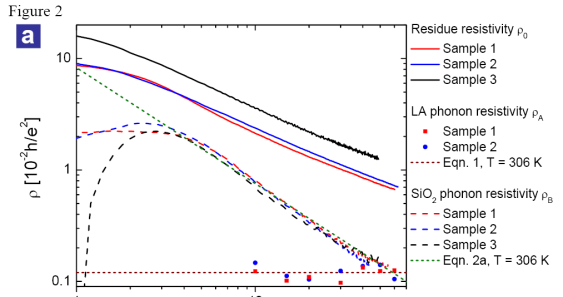 Figure 2
a
Residue resistivity ρ0
Sample 1
Sample 2
Sample 3
LA phonon resistivity ρA
Sample 1
Sample 2
Eqn. 1, T = 306 K
SiO2 phonon resistivity ρB
Sample 1
Sample 2
Sample 3
Eqn. 2a, T = 306 K
ρ [10-2h/e2]
10
1
0.1